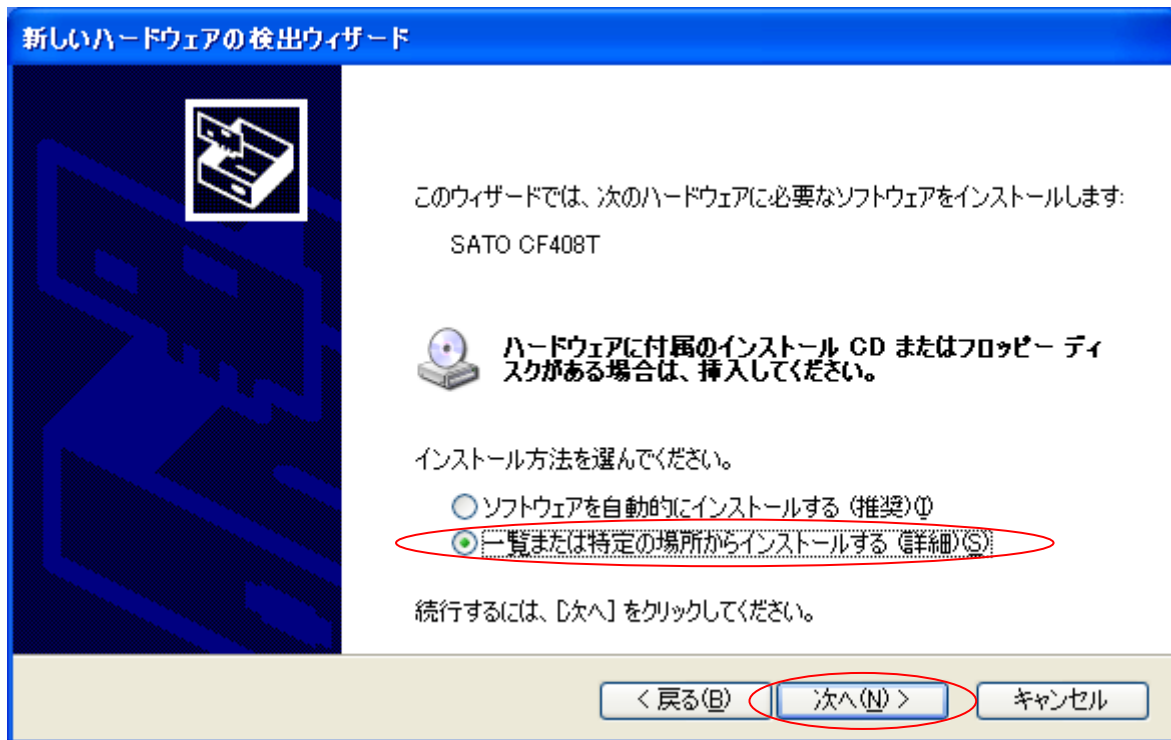 新しいハードウェアの検出ウィザード
このウィザードでは、次のハードウェアに必要なソフトウェアをインストールします:
SATO CF408T
ハードウェアに付属のインストール CD またはフロッピー ディ
スクがある場合は、挿入してください。
インストール方法を選んでください。
ソフトウェアを自動的にインストールする (推奨)(I)
一覧または特定の場所からインストールする (詳細)(S)
続行するには、[次へ] をクリックしてください。
< 戻る(B) 次へ(N) > キャンセル